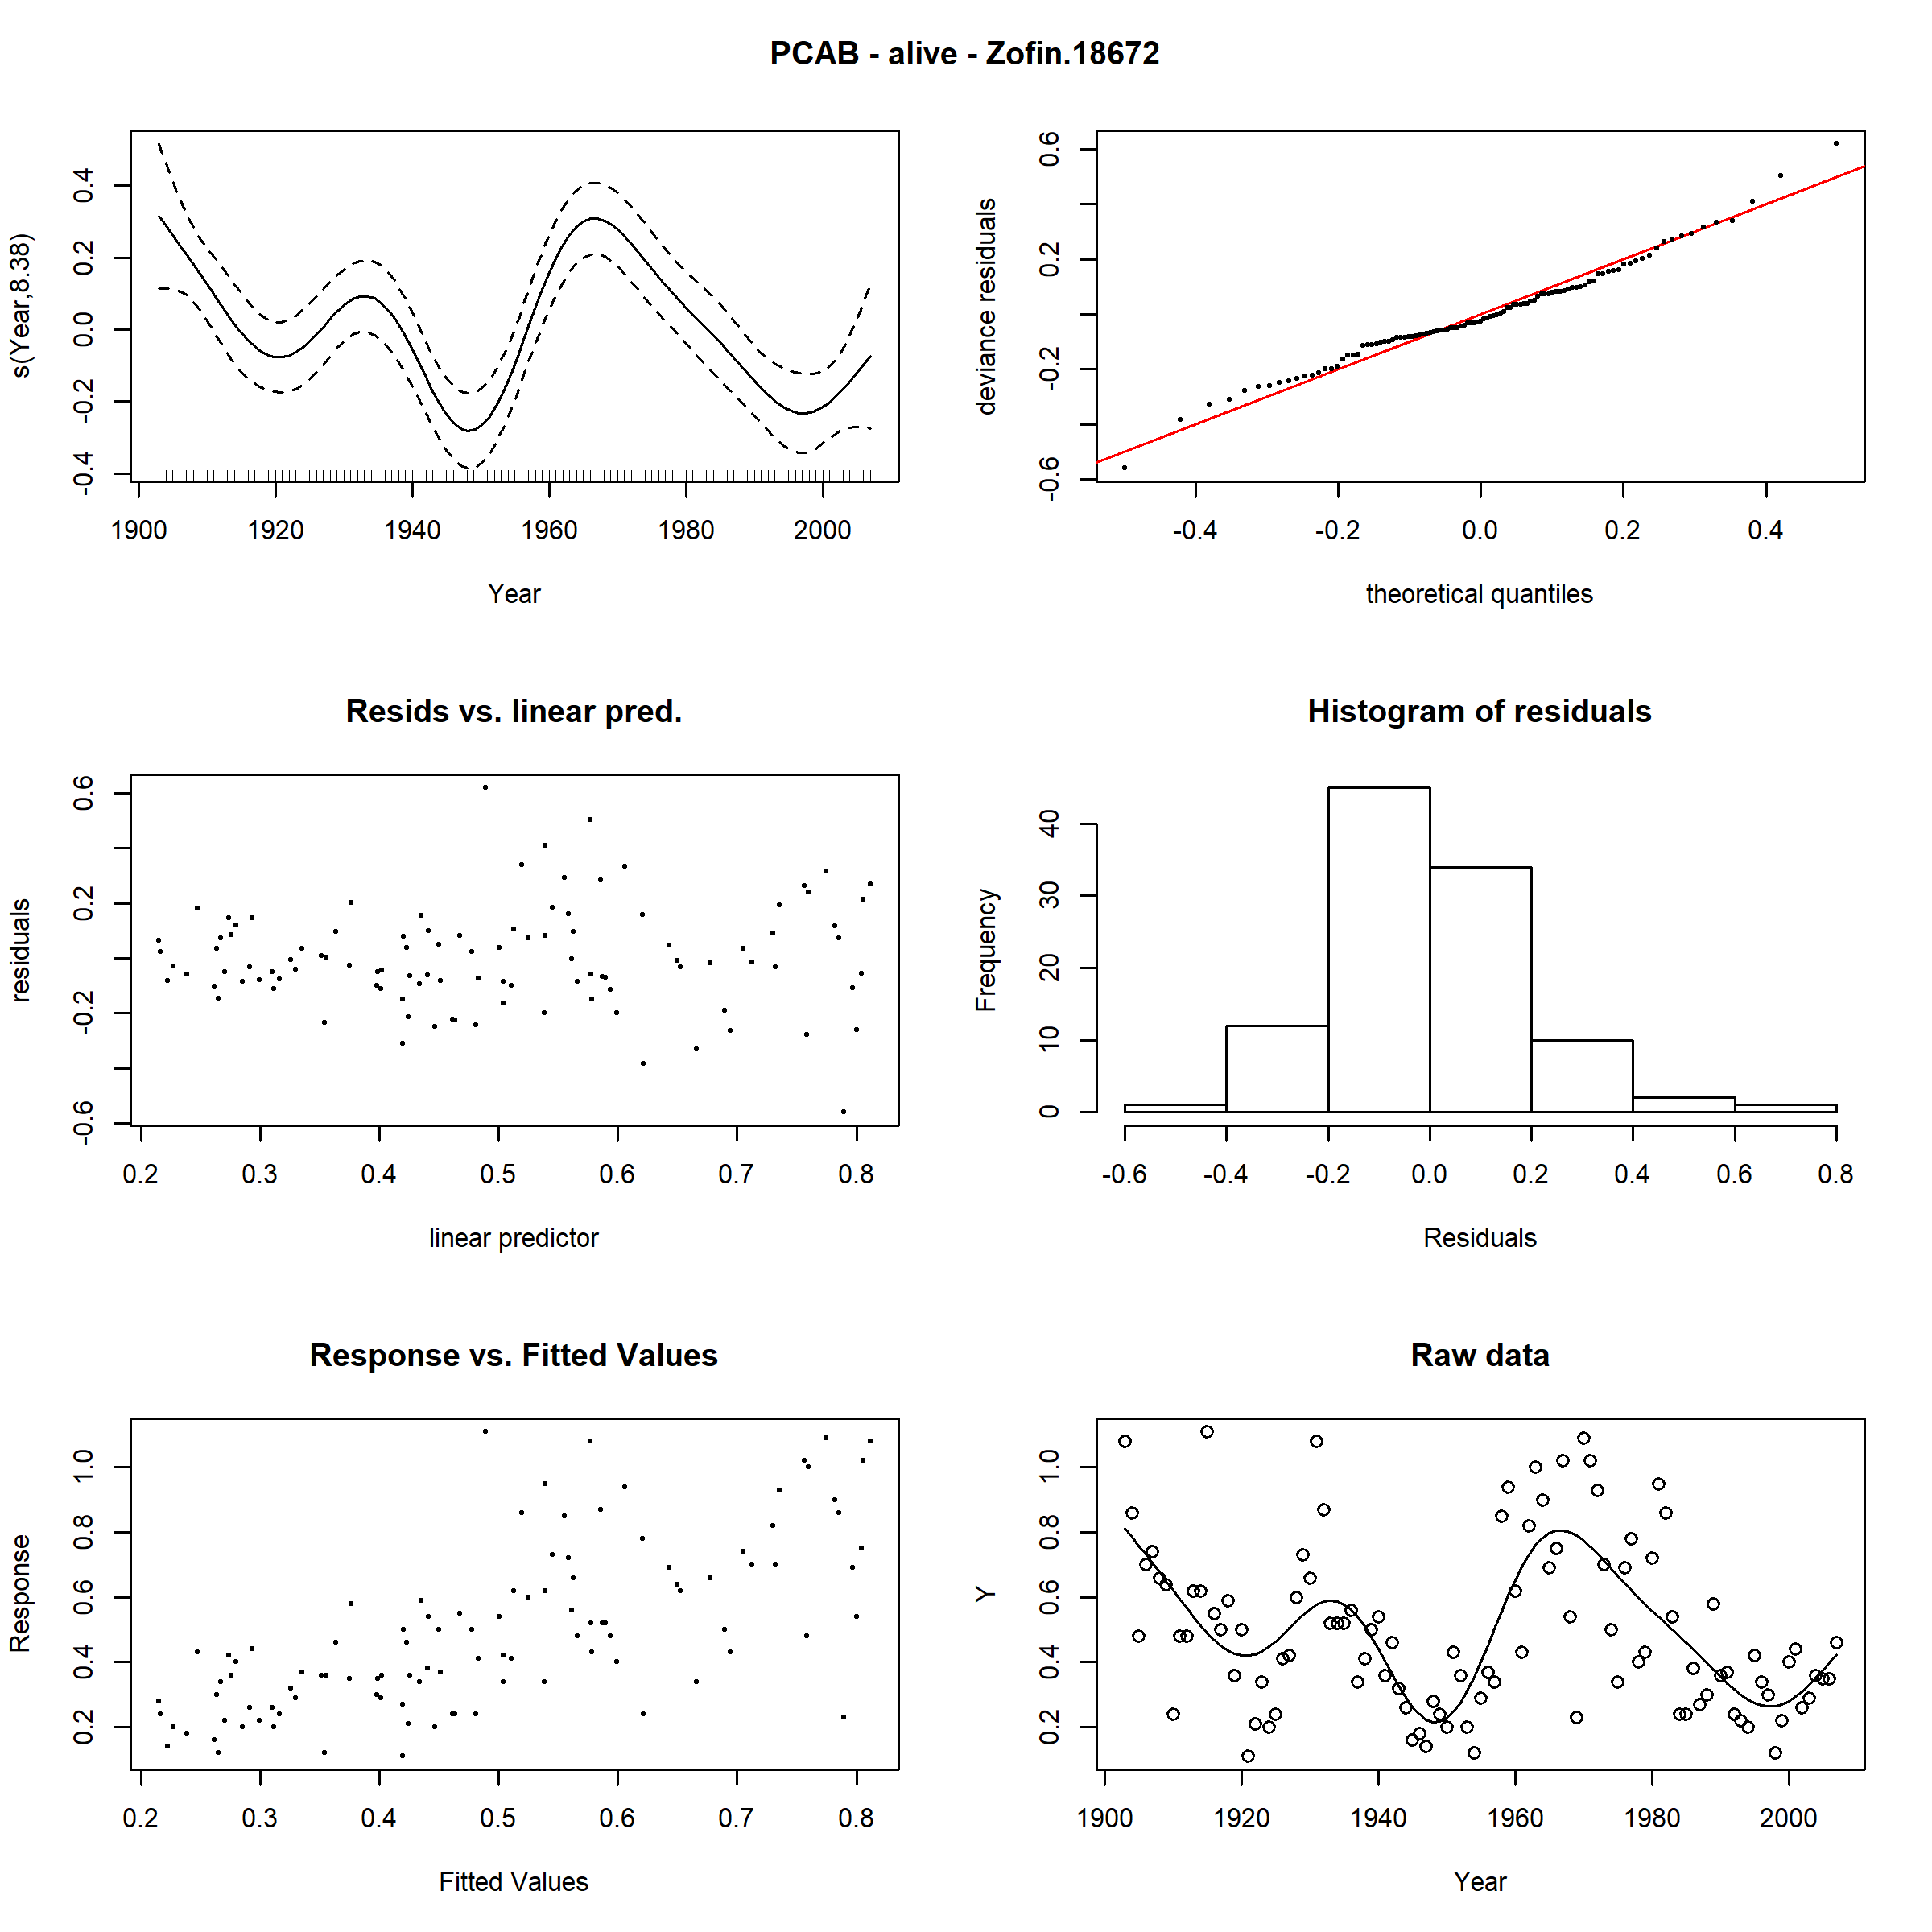 PCAB - alive - Zofin.18672
s(Year,8.38)
-0.4 -0.2 0.0 0.2 0.4
1900 1920 1940 1960 1980 2000
Year
deviance residuals
-0.6 -0.2 0.2 0.6
-0.4 -0.2 0.0 0.2 0.4
theoretical quantiles
Resids vs. linear pred.
residuals
-0.6 -0.2 0.2 0.6
0.2 0.3 0.4 0.5 0.6 0.7 0.8
linear predictor
Histogram of residuals
Frequency
0 10 20 30 40
-0.6 -0.4 -0.2 0.0 0.2 0.4 0.6 0.8
Residuals
Response vs. Fitted Values
Response
0.2 0.4 0.6 0.8 1.0
0.2 0.3 0.4 0.5 0.6 0.7 0.8
Fitted Values
Raw data
Y
0.2 0.4 0.6 0.8 1.0
1900 1920 1940 1960 1980 2000
Year